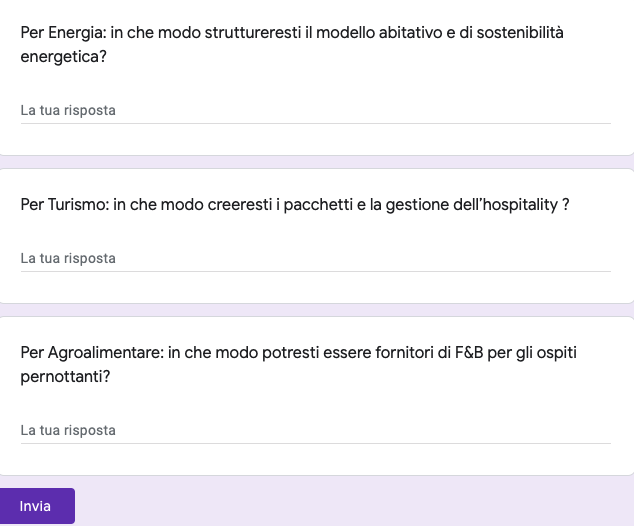 Per Energia: in che modo struttureresti il modello abitativo e di sostenibilità
energetica?
La tua risposta
Per Turismo: in che modo creeresti i pacchetti e la gestione dell’hospitality ?
La tua risposta
Per Agroalimentare: in che modo potresti essere fornitori di F&B per gli ospiti
pernottanti?
La tua risposta
Invia